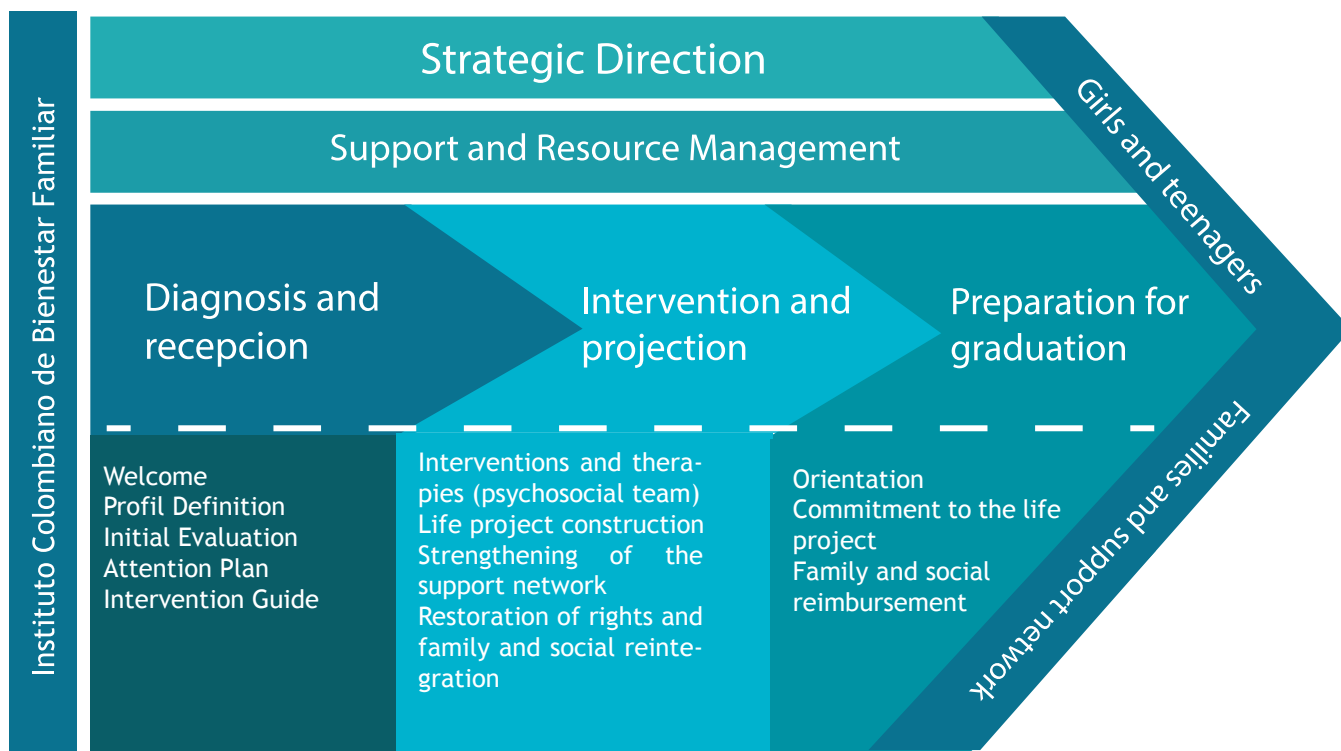 Instituto Colombiano de Bienestar Familiar
Strategic Direction
Support and Resource Management
Diagnosis and
recepcion
Intervention and
projection
Preparation for
graduation
Girls and teenagers
Families and support network
Welcome
Profil Definition
Initial Evaluation
Attention Plan
Intervention Guide
Interventions and thera-
pies (psychosocial team)
Life project construction
Strengthening of the
support network
Restoration of rights and
family and social reinte-
gration
Orientation
Commitment to the life
project
Family and social
reimbursement